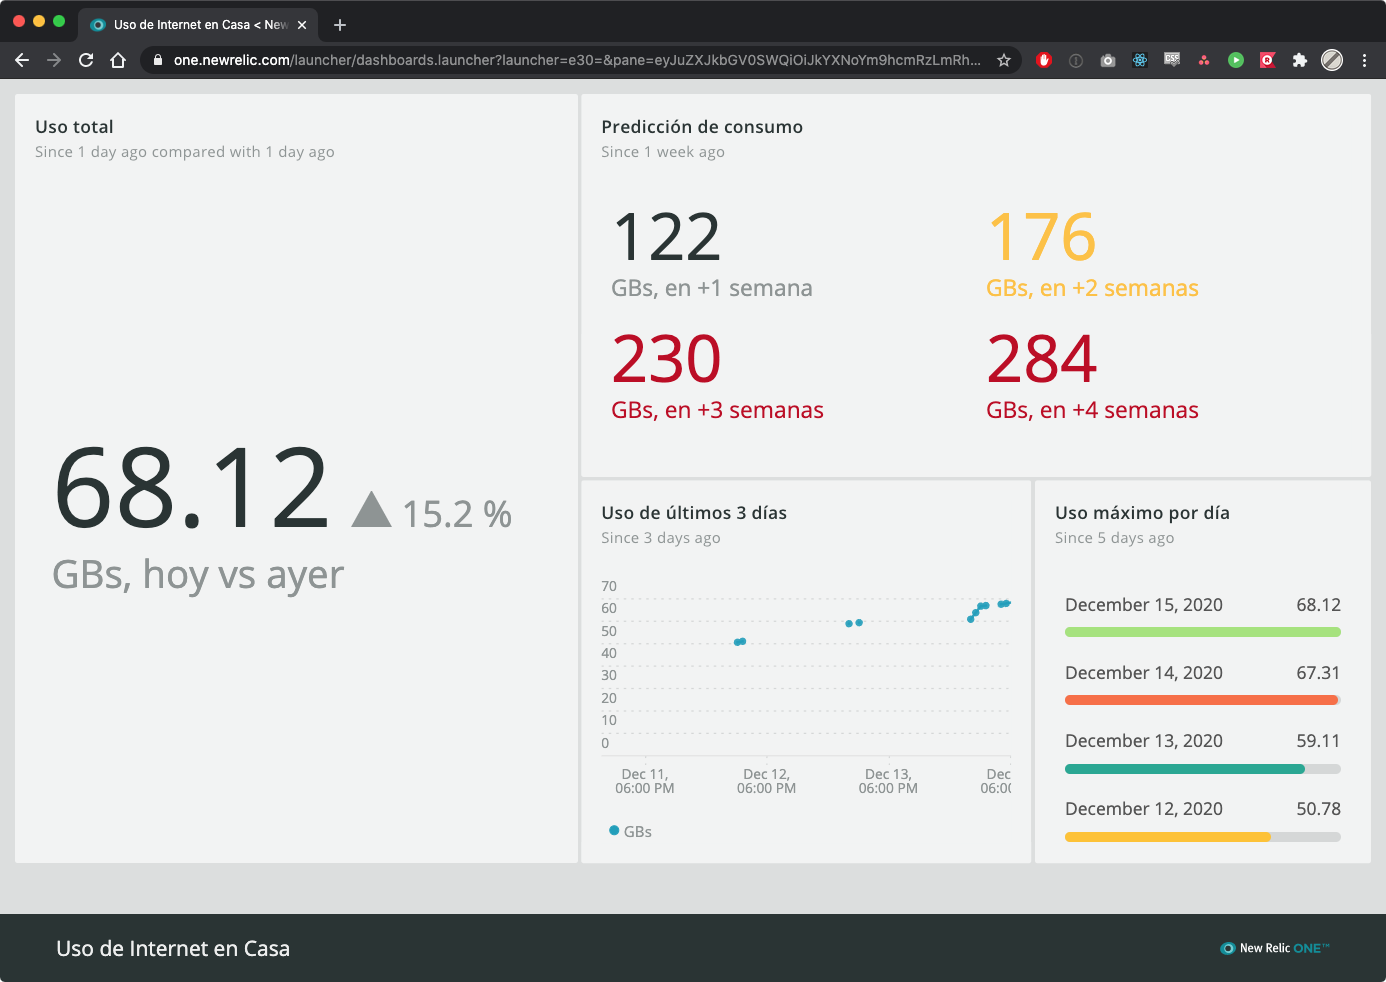 Uso de Internet en Casa < New
one.newrelic.com/launcher/dashboards.launcher?launcher=e30=&pane=eyJuZXJkbGV0SWQiOiJkYXNoYm9hcmRzLmRh...
Uso total
Since 1 day ago compared with 1 day ago
68.12
15.2 %
GBs, hoy vs ayer
Predicción de consumo
Since 1 week ago
122
GBs, en +1 semana
176
GBs, en +2 semanas
230
GBs, en +3 semanas
284
GBs, en +4 semanas
Uso de últimos 3 días
Since 3 days ago
70
60
50
40
30
20
10
0
Dec 11,
06:00 PM
Dec 12,
06:00 PM
Dec 13,
06:00 PM
Dec
06:00
GBs
Uso máximo por día
Since 5 days ago
December 15, 2020 68.12
December 14, 2020 67.31
December 13, 2020 59.11
December 12, 2020 50.78
Uso de Internet en Casa
New Relic ONE™